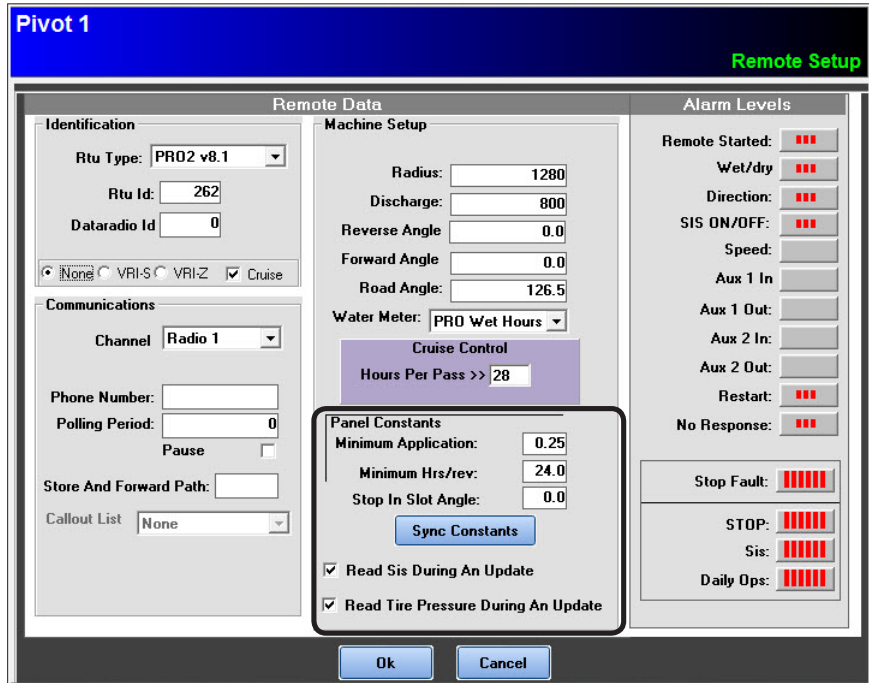 Pivot 1
Remote Setup
Remote Data
Identification
Rtu Type: PRO2 v8.1
Rtu Id: 262
Dataradio Id 0
None VRI-S VRI-Z Cruise
Communications
Channel Radio 1
Phone Number:
Polling Period: 0
Pause
Store And Forward Path:
Callout List None
Machine Setup
Radius: 1280
Discharge: 800
Reverse Angle 0.0
Forward Angle 0.0
Road Angle: 126.5
Water Meter: PRO Wet Hours
Cruise Control
Hours Per Pass >> 28
Panel Constants
Minimum Application: 0.25
Minimum Hrs/rev: 24.0
Stop In Slot Angle: 0.0
Sync Constants
Read Sis During An Update
Read Tire Pressure During An Update
Alarm Levels
Remote Started:
Wet/dry
Direction:
SIS ON/OFF:
Speed:
Aux 1 In
Aux 1 Out:
Aux 2 In:
Aux 2 Out:
Restart:
No Response:
Stop Fault:
STOP:
Sis:
Daily Ops:
Ok
Cancel